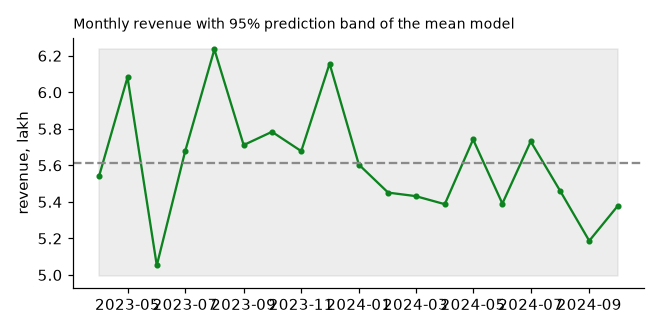 Monthly revenue with 95% prediction band of the mean model
revenue, lakh
6.2
6.0
5.8
5.6
5.4
5.2
5.0
2023-05 2023-07 2023-09 2023-11 2024-01 2024-03 2024-05 2024-07 2024-09